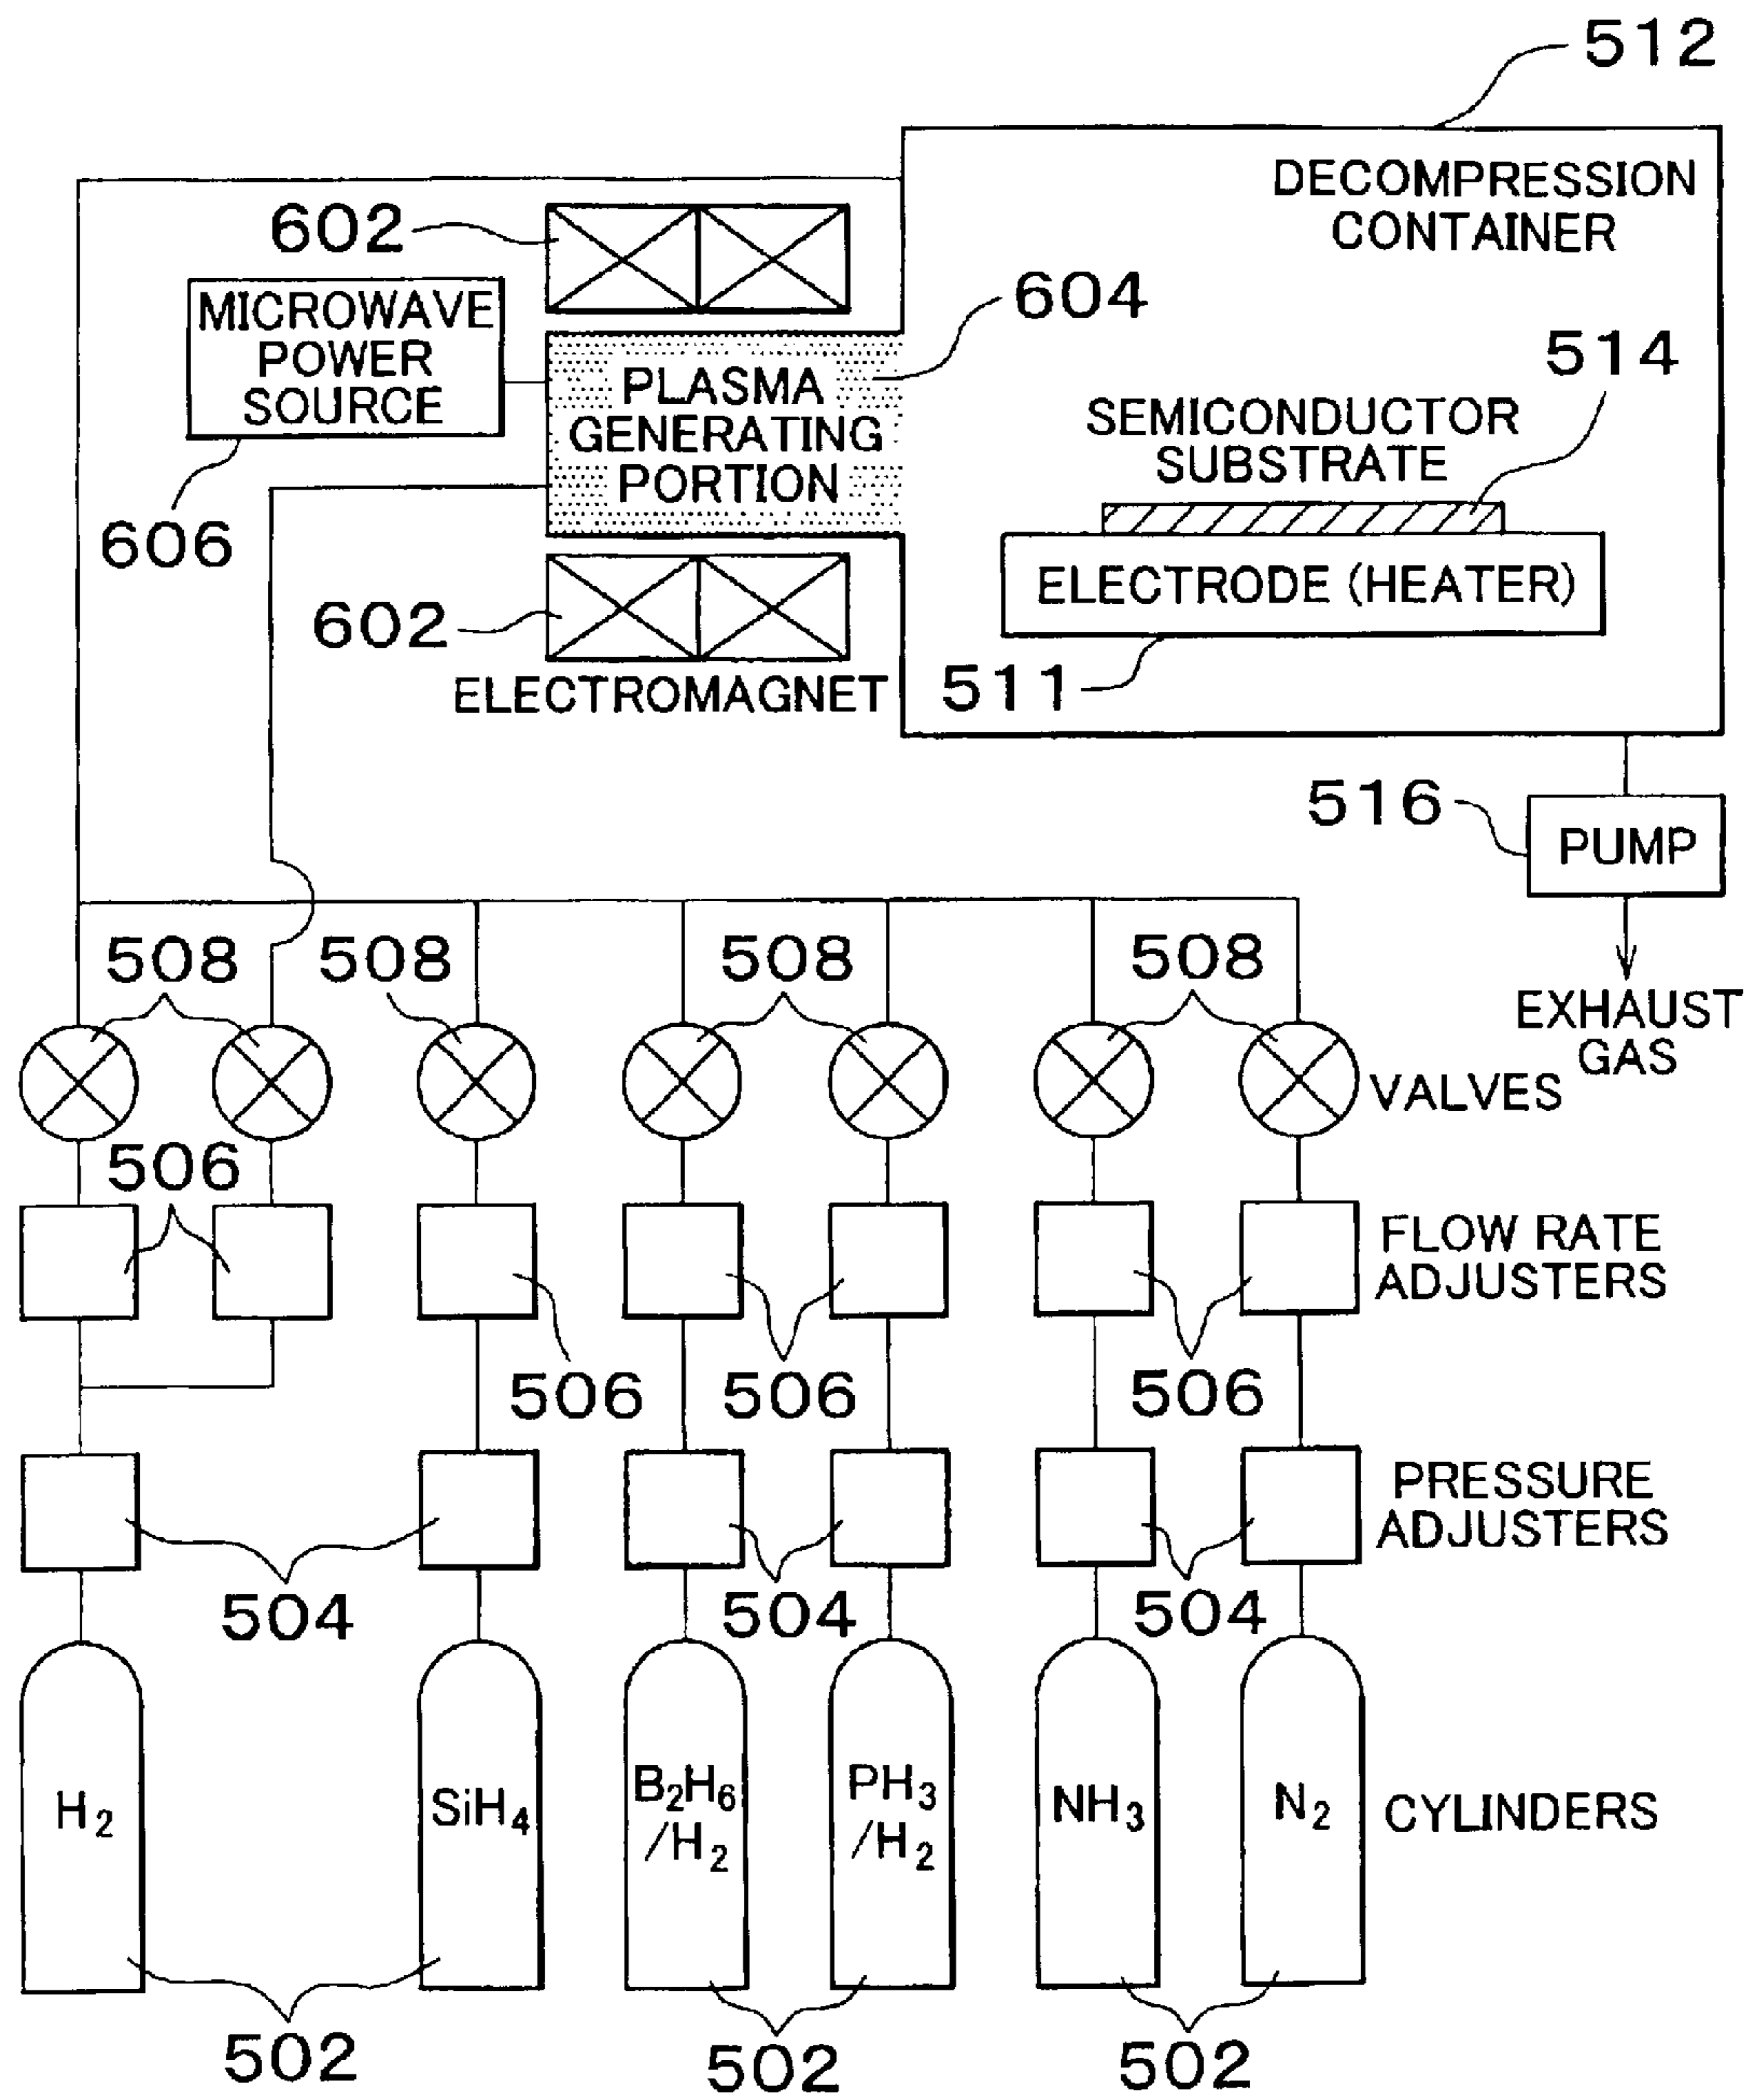 512
DECOMPRESSION
CONTAINER
602
604
MICROWAVE
POWER
SOURCE
514
PLASMA
GENERATING
PORTION
SEMICONDUCTOR
SUBSTRATE
606
ELECTRODE (HEATER)
602
511
ELECTROMAGNET
516
PUMP
508
508
508
508
EXHAUST
GAS
VALVES
506
FLOW RATE
ADJUSTERS
506
506
506
PRESSURE
ADJUSTERS
504
504
504
H2
SiH4
B2H6
/H2
PH3
/H2
NH3
N2
CYLINDERS
502
502
502